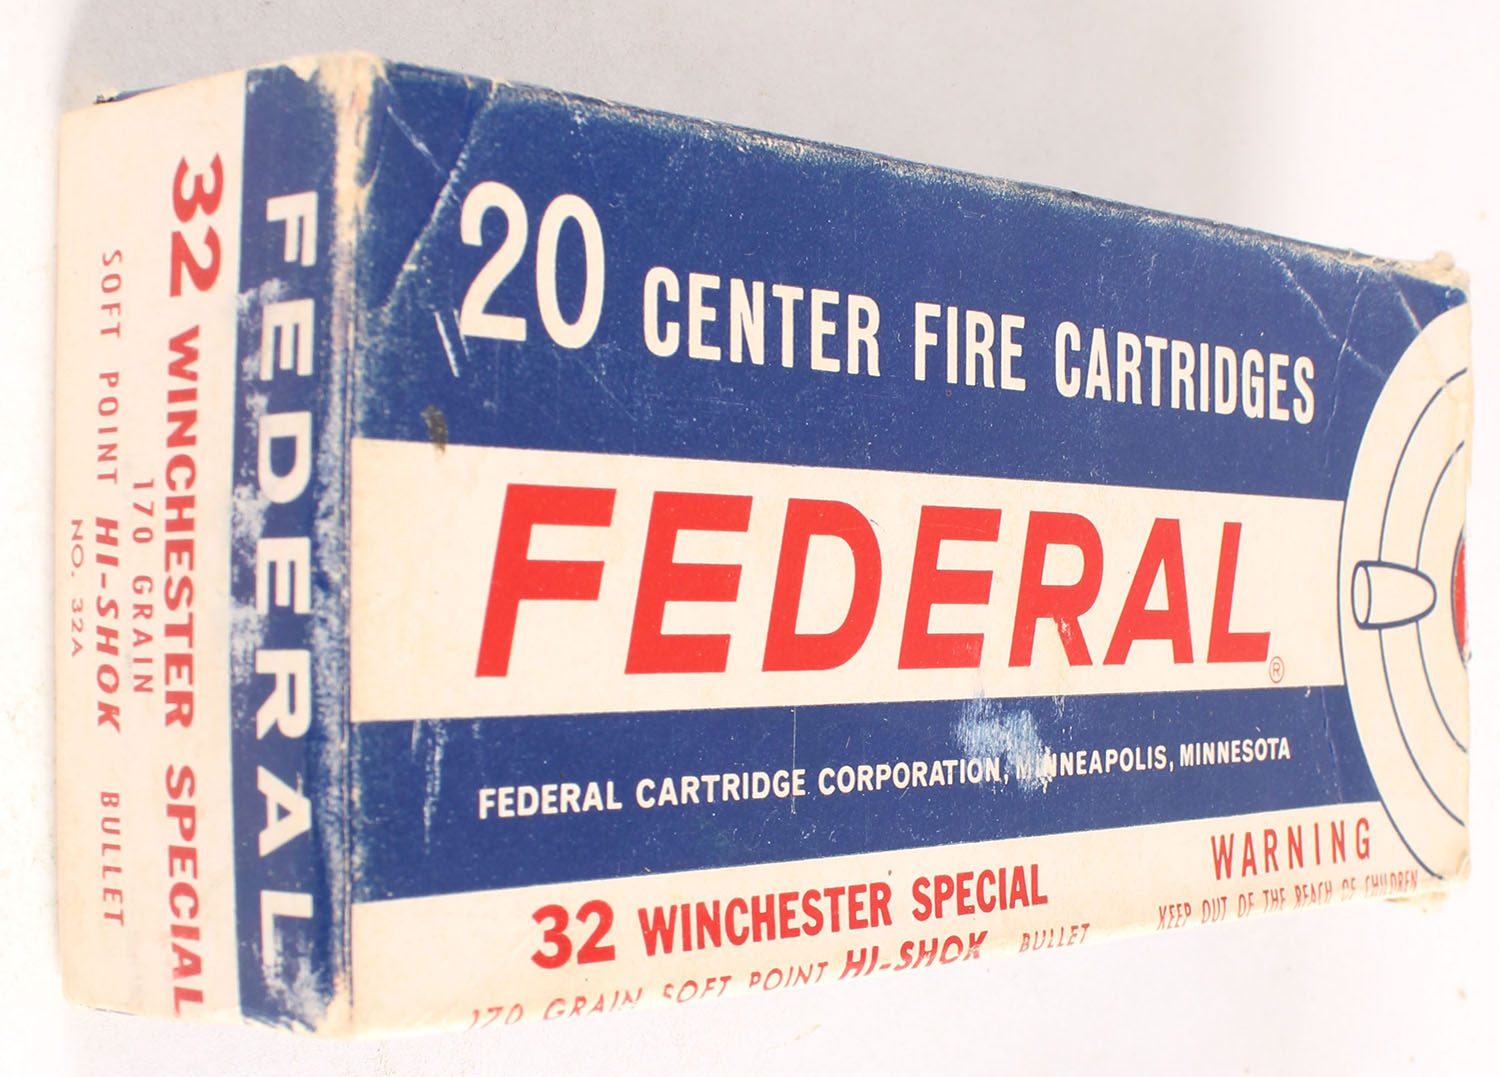 20 CENTER FIRE CARTRIDGES
FEDERAL®
FEDERAL CARTRIDGE CORPORATION, MINNEAPOLIS, MINNESOTA
32 WINCHESTER SPECIAL
170 GRAIN SOFT POINT HI-SHOK BULLET
WARNING
KEEP OUT OF THE REACH OF CHILDREN
FEDERAL
32 WINCHESTER SPECIAL
170 GRAIN
SOFT POINT HI-SHOK BULLET
NO. 32A